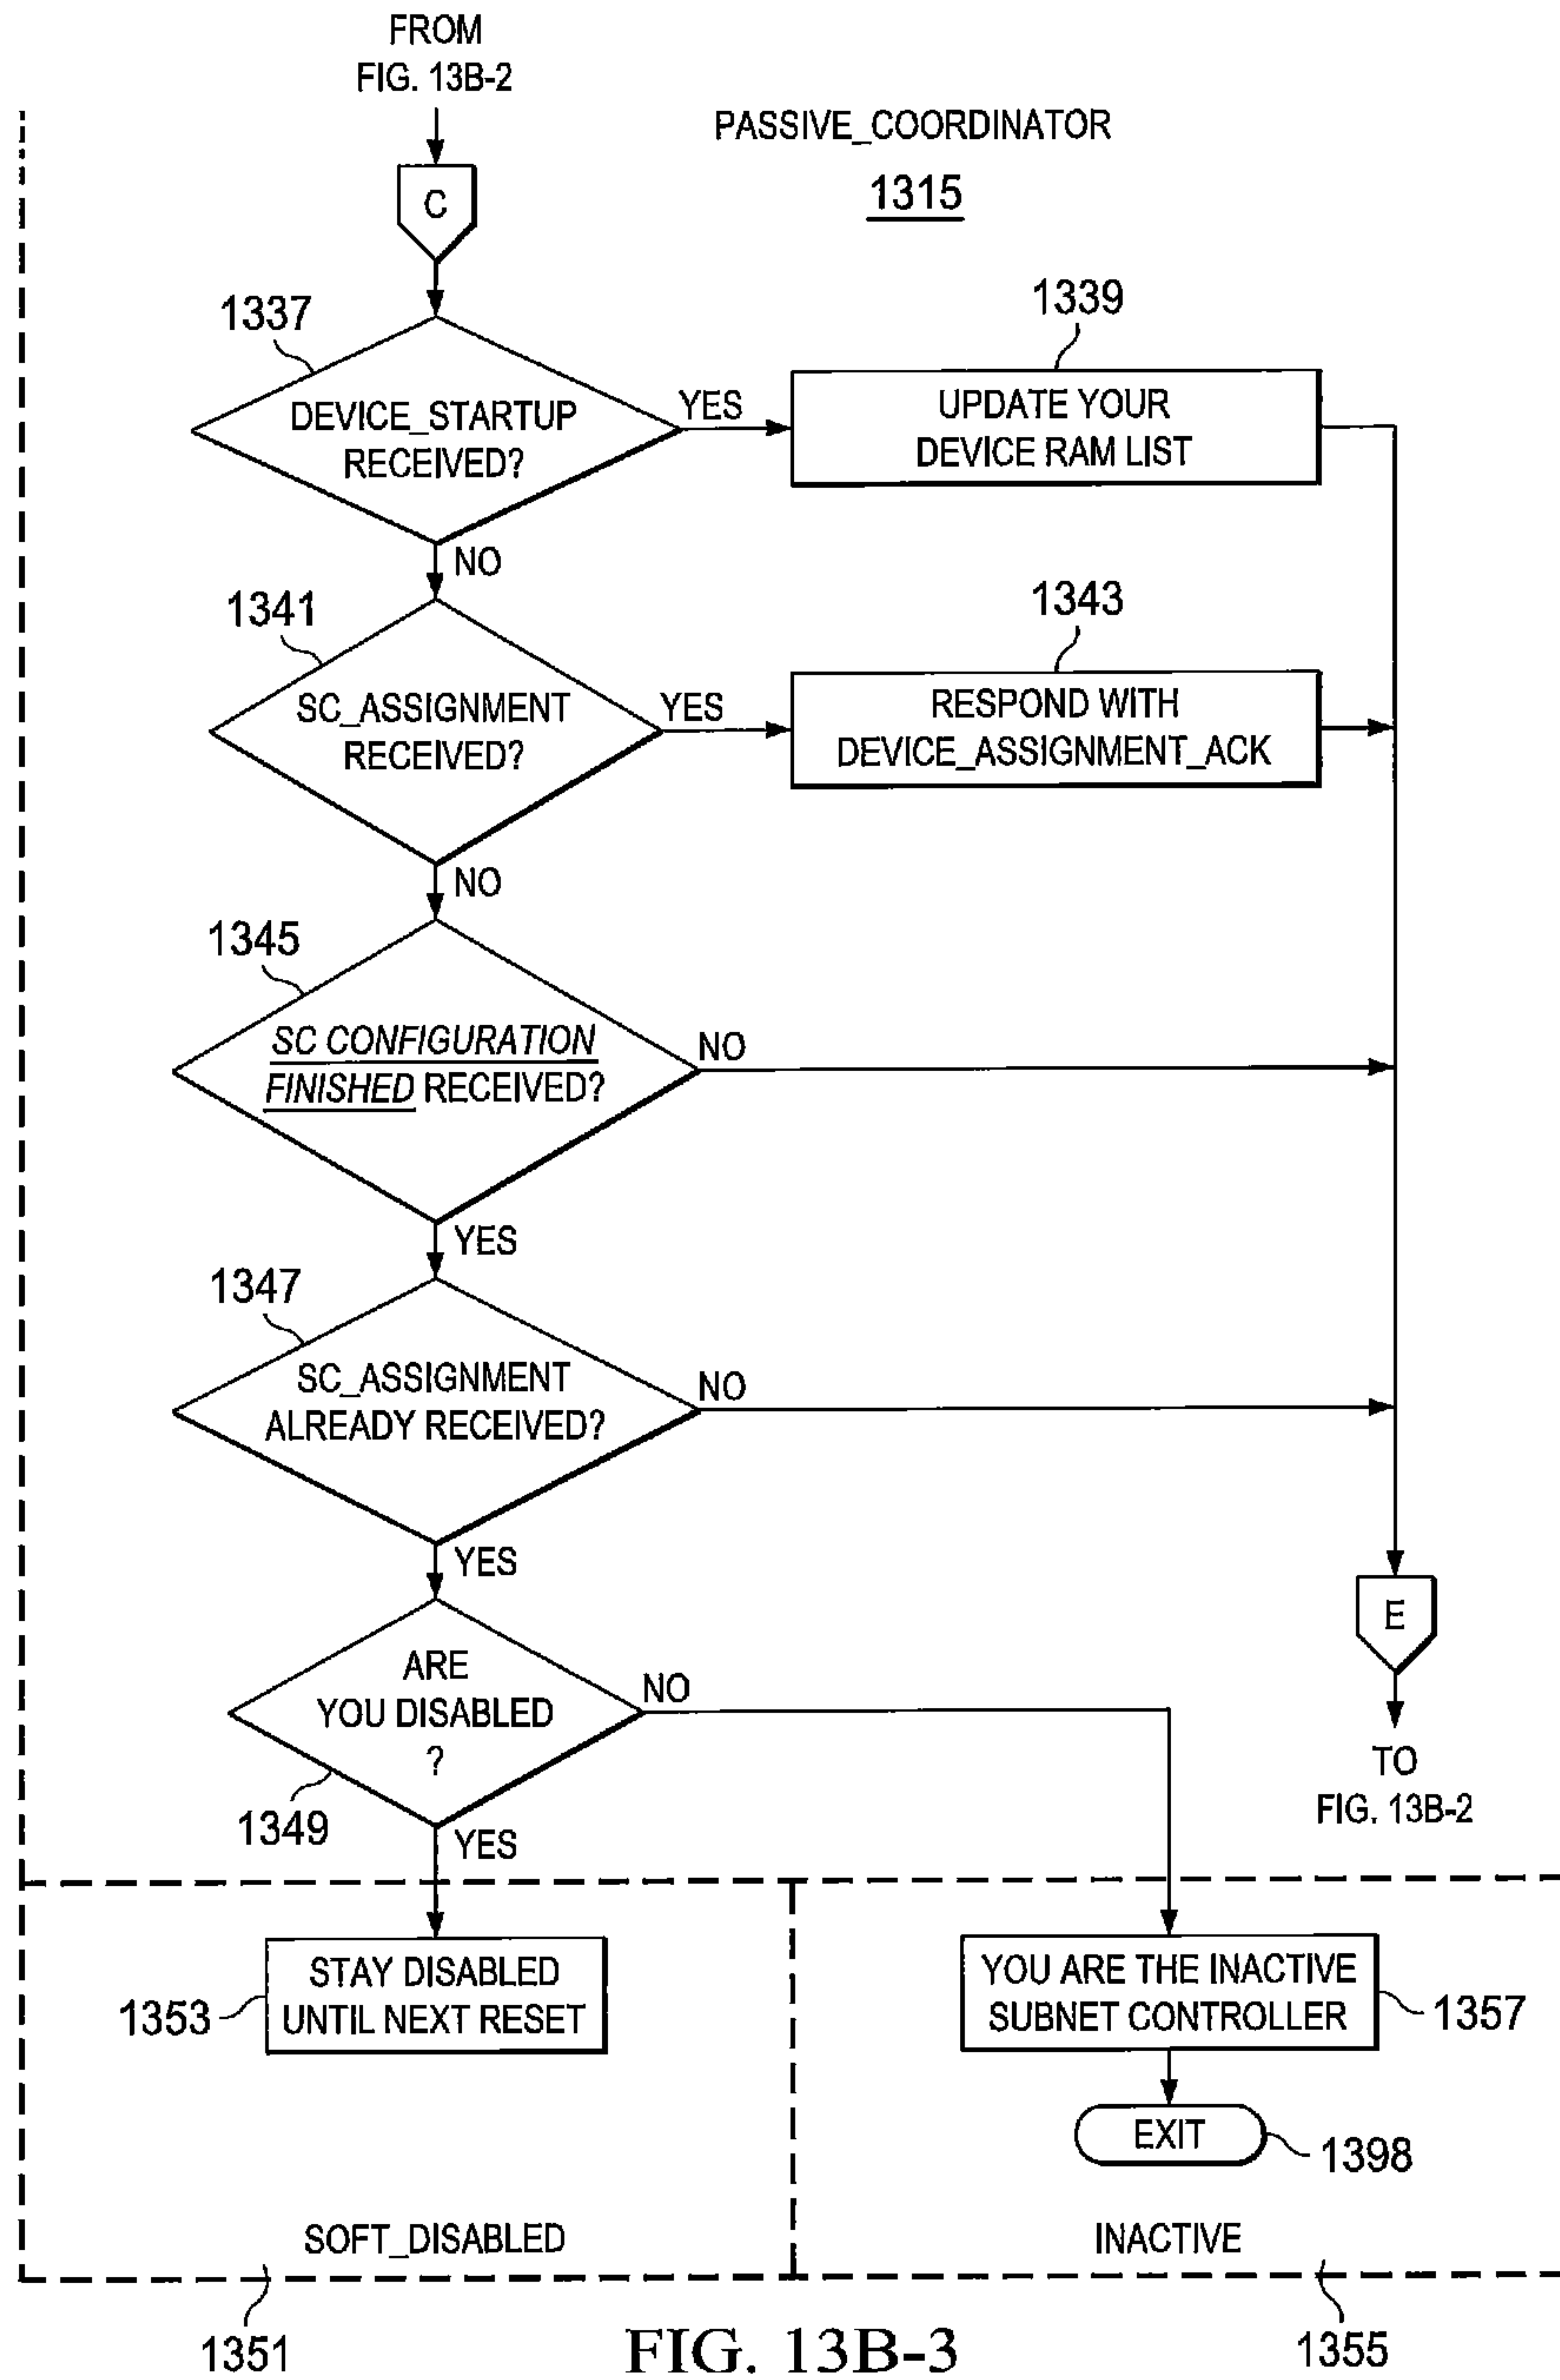 FROM
FIG. 13B-2
PASSIVE_COORDINATOR
1315
C
1337
DEVICE_STARTUP
RECEIVED?
YES
1339
UPDATE YOUR
DEVICE RAM LIST
NO
1341
SC_ASSIGNMENT
RECEIVED?
YES
1343
RESPOND WITH
DEVICE_ASSIGNMENT_ACK
NO
1345
SC CONFIGURATION
FINISHED RECEIVED?
NO
YES
1347
SC_ASSIGNMENT
ALREADY RECEIVED?
NO
YES
E
TO
FIG. 13B-2
ARE
YOU DISABLED
?
NO
1349
YES
STAY DISABLED
UNTIL NEXT RESET
1353
YOU ARE THE INACTIVE
SUBNET CONTROLLER
1357
EXIT
1398
SOFT_DISABLED
INACTIVE
1351
FIG. 13B-3
1355